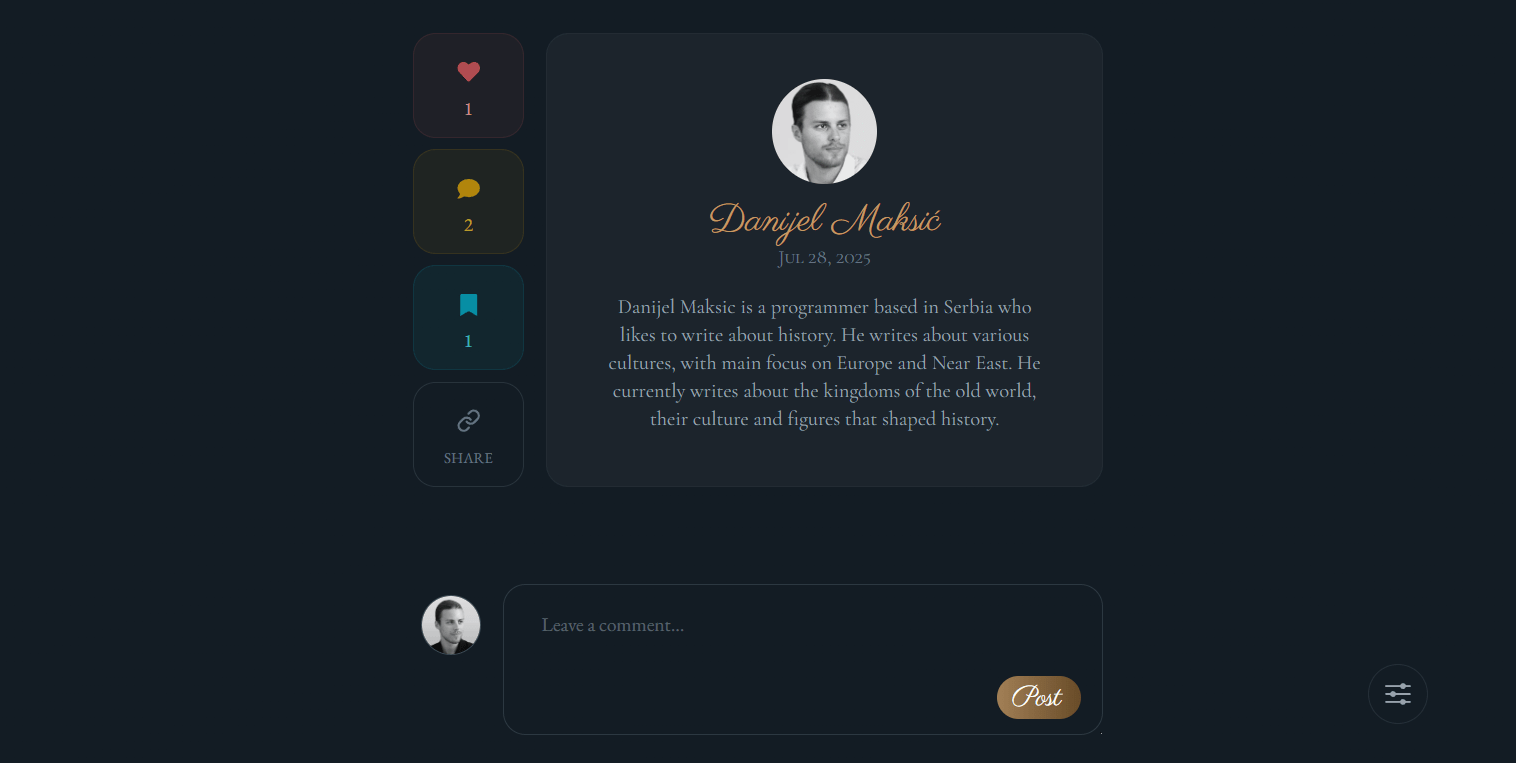 1
2
1
SHARE
Danijel Maksić
Jul 28, 2025
Danijel Maksic is a programmer based in Serbia who
likes to write about history. He writes about various
cultures, with main focus on Europe and Near East. He
currently writes about the kingdoms of the old world,
their culture and figures that shaped history.
Leave a comment...
Post